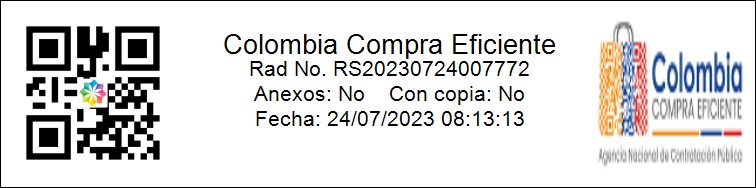 Colombia Compra Eficiente
Rad No. RS20230724007772
Anexos: No    Con copia: No
Fecha: 24/07/2023 08:13:13
Colombia
COMPRA EFICIENTE
Agencia Nacional de Contratación Pública